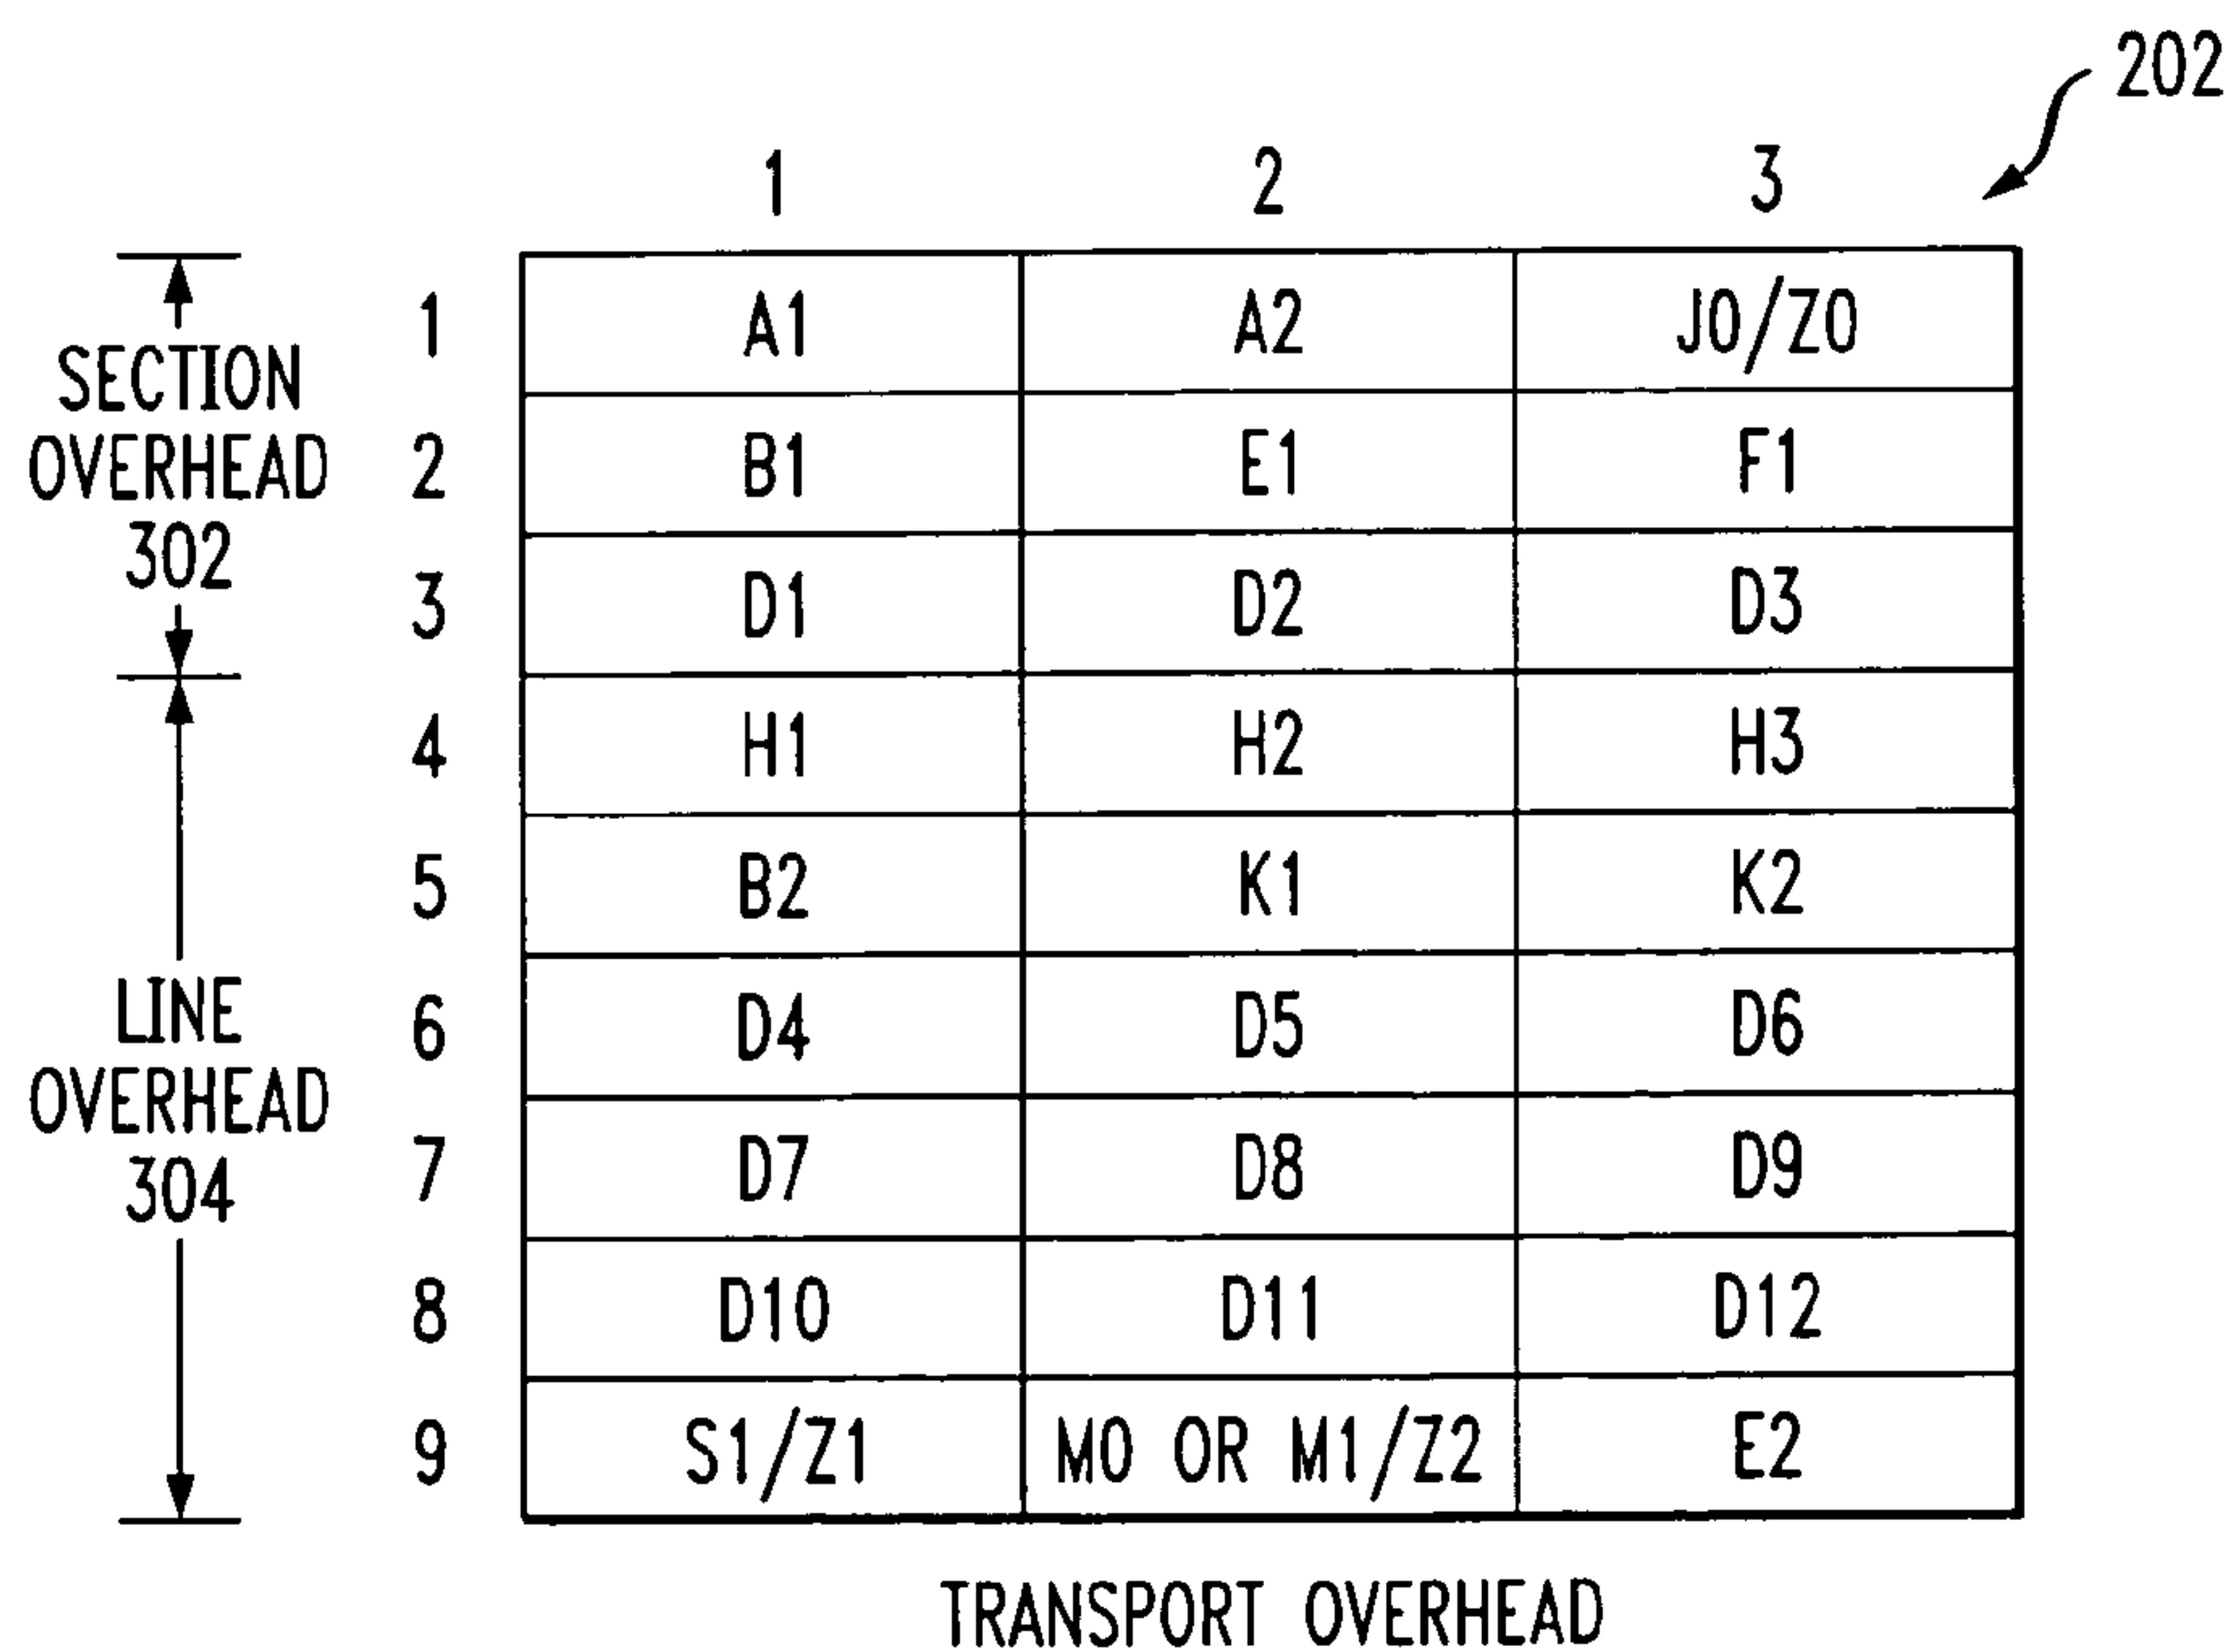 202
1 2 3
1 A1 A2 J0/Z0
SECTION
OVERHEAD
302
2 B1 E1 F1
3 D1 D2 D3
4 H1 H2 H3
5 B2 K1 K2
LINE
OVERHEAD
304
6 D4 D5 D6
7 D7 D8 D9
8 D10 D11 D12
9 S1/Z1 M0 OR M1/Z2 E2
TRANSPORT OVERHEAD